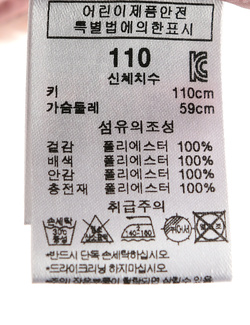 어린이제품안전
특별법에의한표시
110
신체치수
키 110cm
가슴둘레 59cm
섬유의조성
겉감 폴리에스터 100%
배색 폴리에스터 100%
안감 폴리에스터 100%
충전재 폴리에스터 100%
취급주의
손세탁
30℃
중성
140~160
•반드시 단독 손세탁하십시오.
•드라이크리닝 하지마십시오.